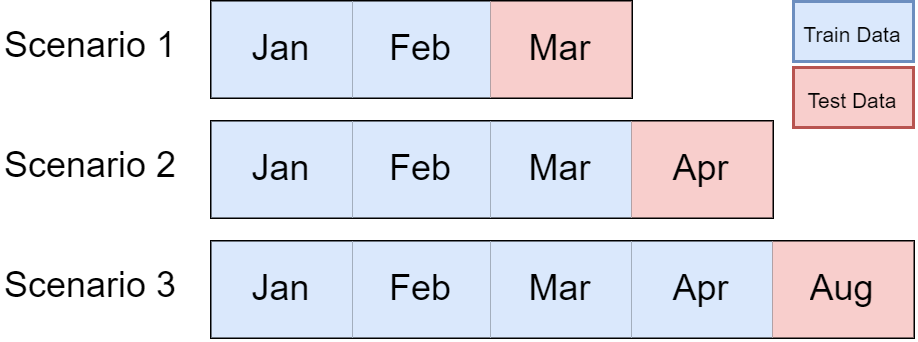 Scenario 1
Jan
Feb
Mar
Train Data
Test Data
Scenario 2
Jan
Feb
Mar
Apr
Scenario 3
Jan
Feb
Mar
Apr
Aug